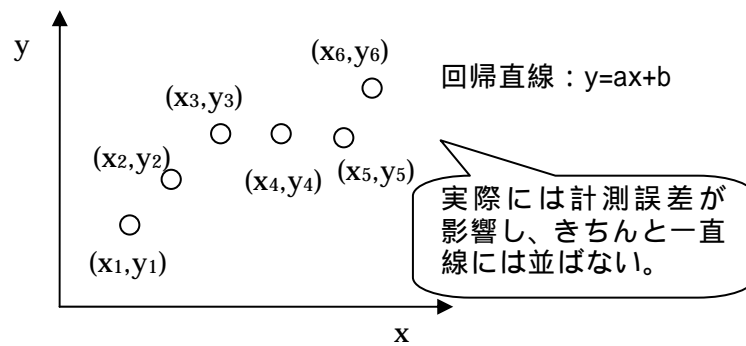 y
(x6,y6)
回帰直線：y=ax+b
(x3,y3)
(x2,y2)
(x4,y4)
(x5,y5)
実際には計測誤差が
影響し、きちんと一直
線には並ばない。
(x1,y1)
x